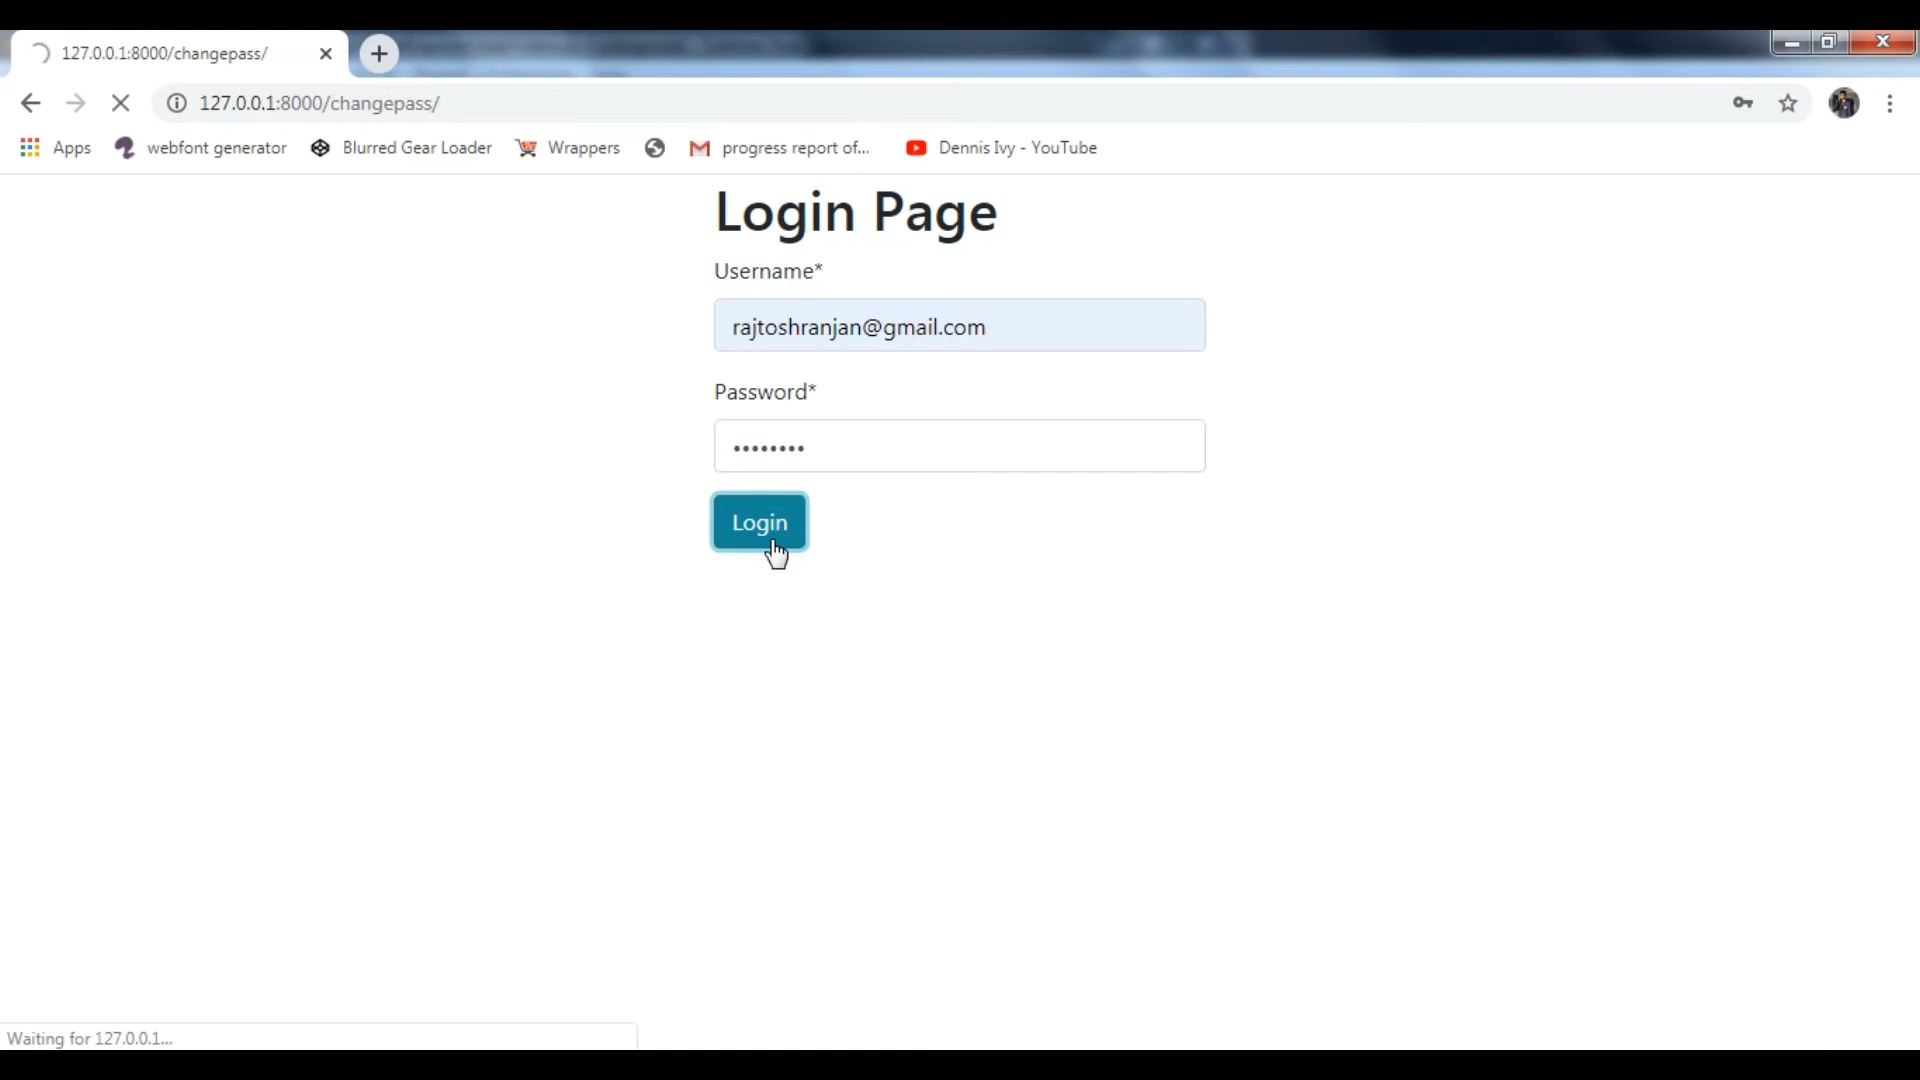 127.0.0.1:8000/changepass/
127.0.0.1:8000/changepass/
Apps webfont generator Blurred Gear Loader Wrappers progress report of... Dennis Ivy - YouTube
Login Page
Username*
rajtoshranjan@gmail.com
Password*
••••••••
Login
Waiting for 127.0.0.1...